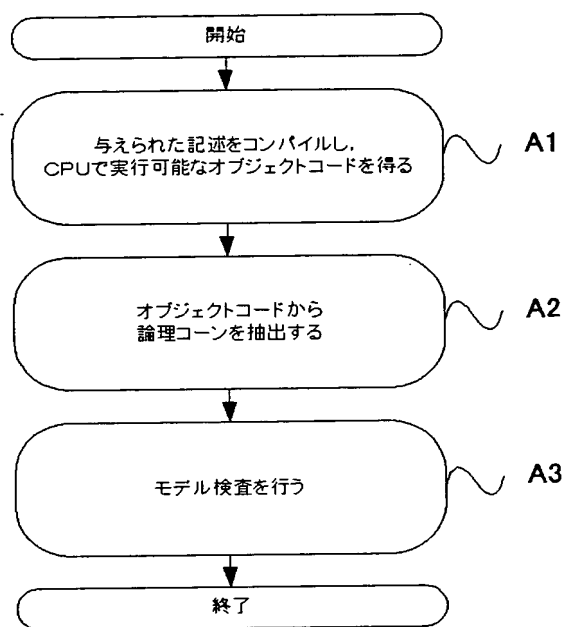 開始
与えられた記述をコンパイルし,
CPUで実行可能なオブジェクトコードを得る
A1
オブジェクトコードから
論理コーンを抽出する
A2
モデル検査を行う
A3
終了